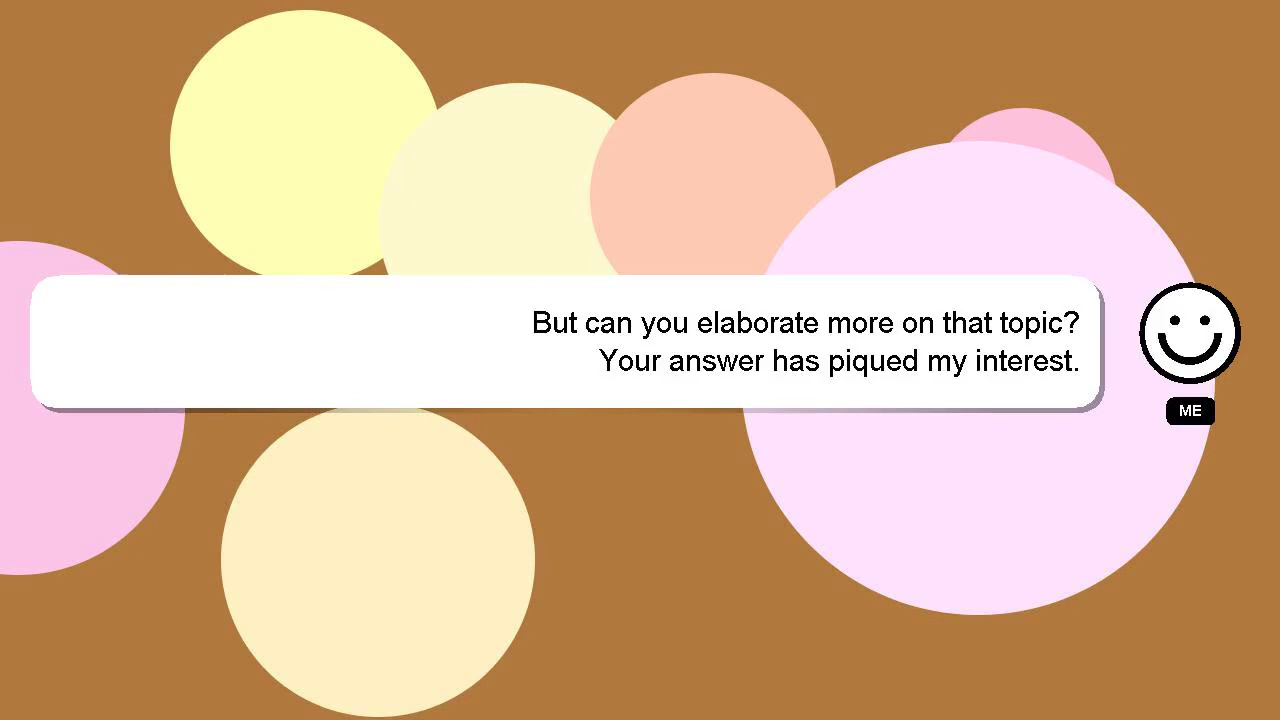 But can you elaborate more on that topic?
Your answer has piqued my interest.
ME